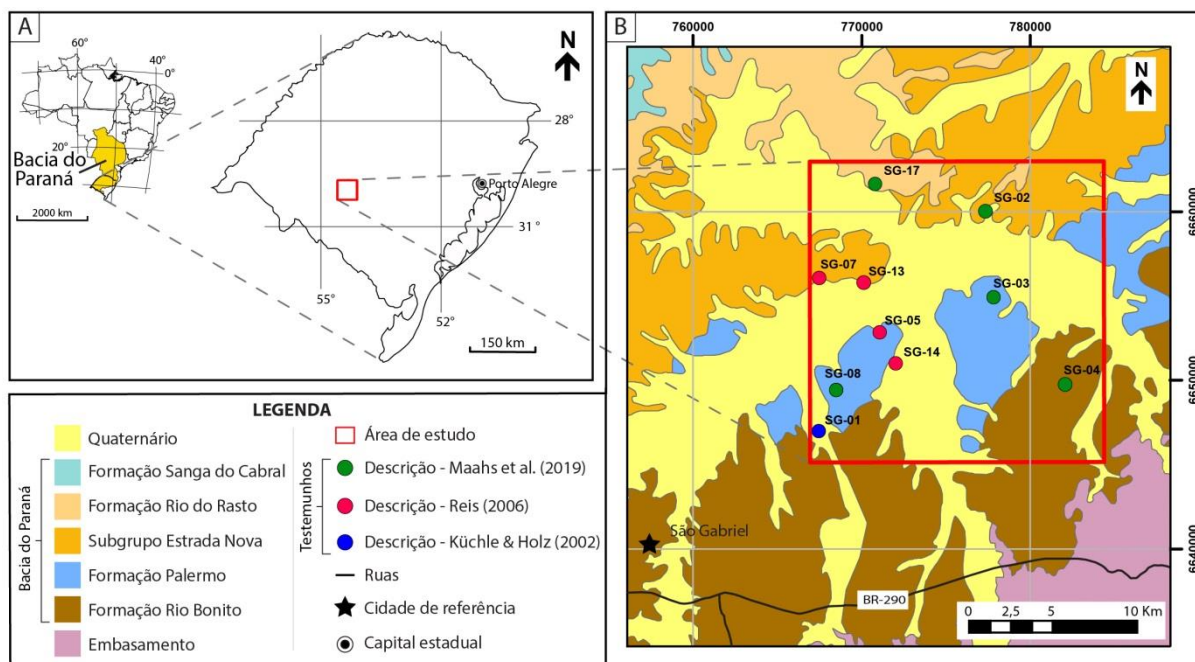 A
60°
40°
0°
20°
Bacia do
Paraná
2000 km
N
28°
Porto Alegre
31°
55°
52°
150 km
B
7760000
7770000
7780000
N
SG-17
SG-02
6660000
SG-07
SG-13
SG-03
SG-05
SG-14
SG-08
SG-04
6650000
SG-01
São Gabriel
6640000
BR-290
0 2,5 5 10 Km
LEGENDA
Bacia do Paraná
Quaternário
Formação Sanga do Cabral
Formação Rio do Rasto
Subgrupo Estrada Nova
Formação Palermo
Formação Rio Bonito
Embasamento
Área de estudo
Testemunhos
Descrição - Maahs et al. (2019)
Descrição - Reis (2006)
Descrição - Küchle & Holz (2002)
Ruas
Cidade de referência
Capital estadual